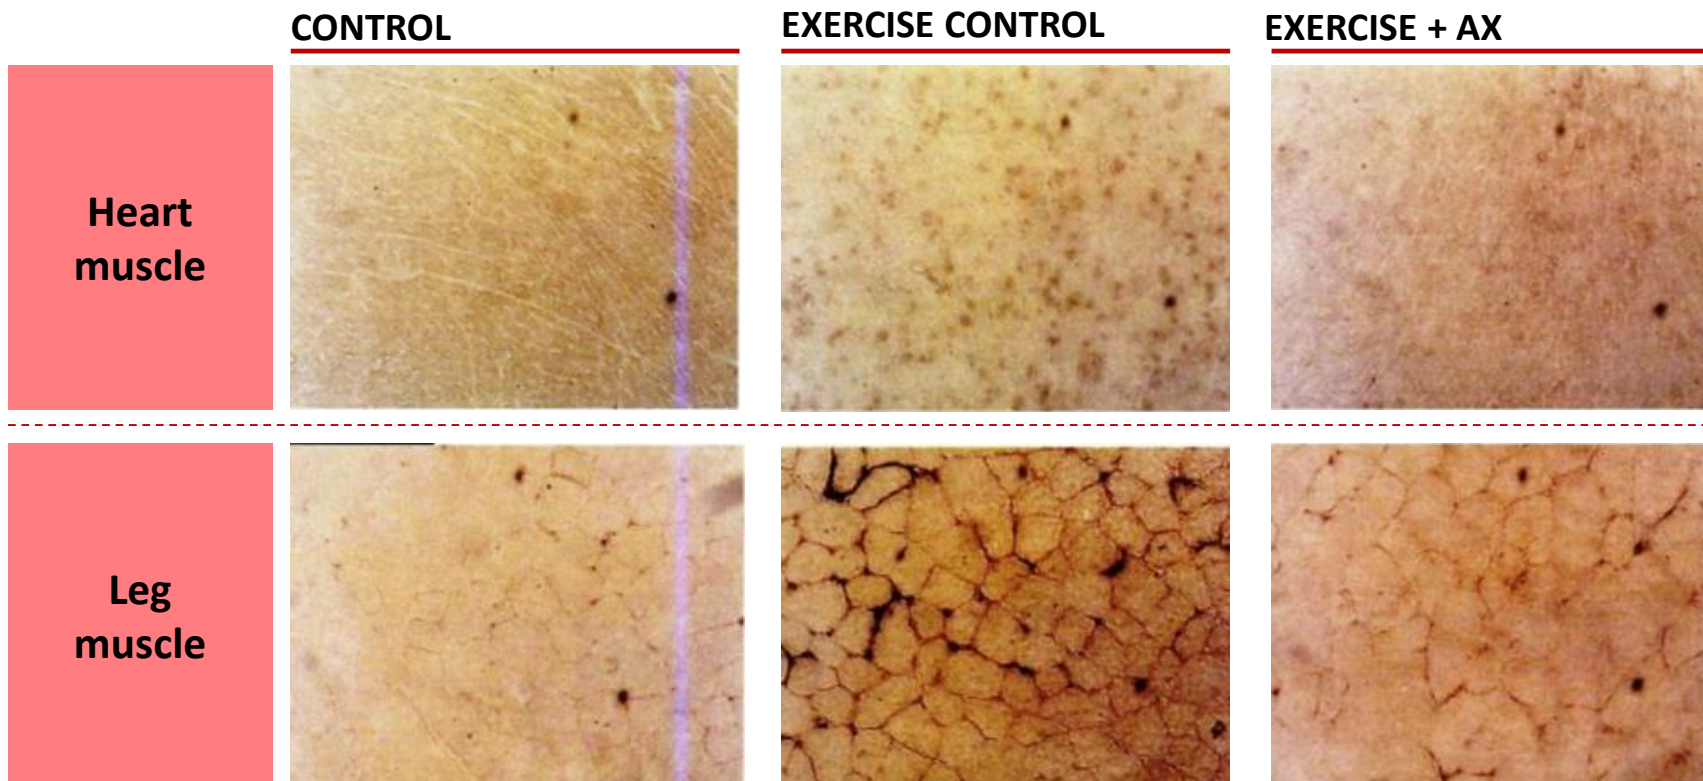 CONTROL
EXERCISE CONTROL
EXERCISE + AX
Heart
muscle
Leg
muscle